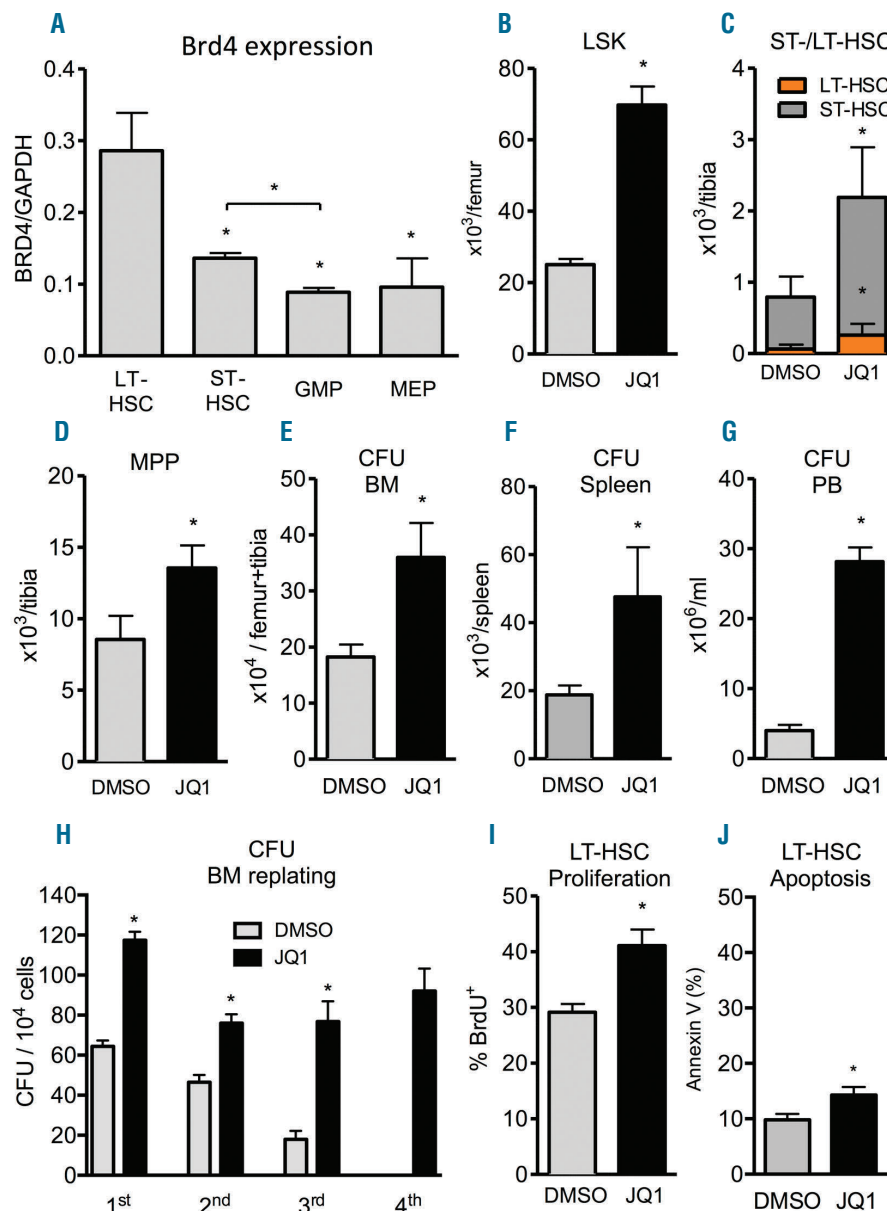 A
Brd4 expression
BRD4/GAPDH
0.4
0.3
0.2
0.1
0.0
*
*
*
*
LT-
HSC
ST-
HSC
GMP
MEP
B
LSK
x10³/femur
80
60
40
20
0
*
DMSO
JQ1
C
ST-/LT-HSC
LT-HSC
ST-HSC
x10³/tibia
4
3
2
1
0
*
*
DMSO
JQ1
D
MPP
x10³/tibia
20
15
10
5
0
*
DMSO
JQ1
E
CFU
BM
x10⁴ / femur+tibia
50
40
30
20
10
0
*
DMSO
JQ1
F
CFU
Spleen
x10³/spleen
80
60
40
20
0
*
DMSO
JQ1
G
CFU
PB
x10⁶/ml
40
30
20
10
0
*
DMSO
JQ1
H
CFU
BM replating
CFU / 10⁴ cells
140
120
100
80
60
40
20
0
DMSO
JQ1
*
*
*
1st
2nd
3rd
4th
I
LT-HSC
Proliferation
% BrdU⁺
50
40
30
20
10
0
*
DMSO
JQ1
J
LT-HSC
Apoptosis
Annexin V (%)
50
40
30
20
10
0
*
DMSO
JQ1